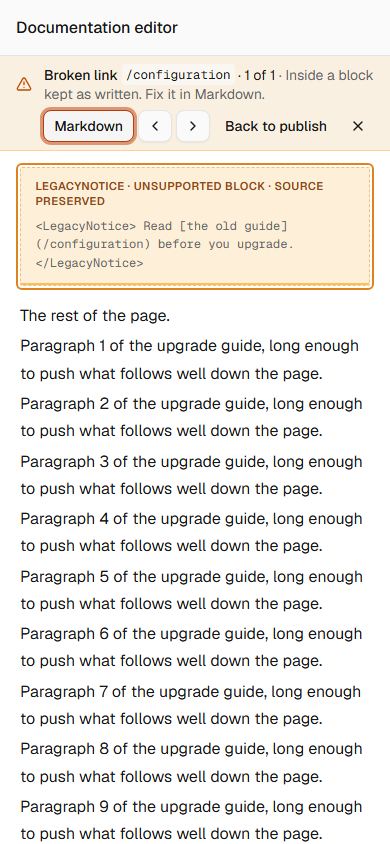 Documentation editor
Broken link /configuration · 1 of 1 · Inside a block
kept as written. Fix it in Markdown.
Markdown Back to publish
LEGACYNOTICE · UNSUPPORTED BLOCK · SOURCE
PRESERVED
<LegacyNotice> Read [the old guide]
(/configuration) before you upgrade.
</LegacyNotice>
The rest of the page.
Paragraph 1 of the upgrade guide, long enough
to push what follows well down the page.
Paragraph 2 of the upgrade guide, long enough
to push what follows well down the page.
Paragraph 3 of the upgrade guide, long enough
to push what follows well down the page.
Paragraph 4 of the upgrade guide, long enough
to push what follows well down the page.
Paragraph 5 of the upgrade guide, long enough
to push what follows well down the page.
Paragraph 6 of the upgrade guide, long enough
to push what follows well down the page.
Paragraph 7 of the upgrade guide, long enough
to push what follows well down the page.
Paragraph 8 of the upgrade guide, long enough
to push what follows well down the page.
Paragraph 9 of the upgrade guide, long enough
to push what follows well down the page.